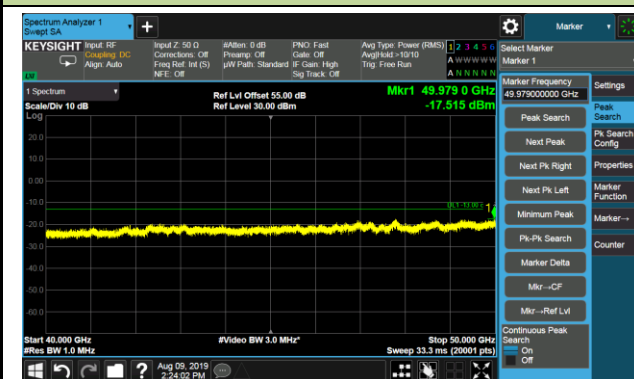 Spectrum Analyzer 1
Swept SA
+
Marker
KEYSIGHT
Input: RF
Coupling: DC
Align: Auto
Input Z: 50 Ω
Corrections: Off
Freq Ref: Int (S)
NFE: Off
#Atten: 0 dB
Preamp: Off
µW Path: Standard
PNO: Fast
Gate: Off
IF Gain: High
Sig Track: Off
Avg Type: Power (RMS)
Avg|Hold:>10/10
Trig: Free Run
1 2 3 4 5 6
A W W W W W
A N N N N N
Select Marker
Marker 1
1 Spectrum
Scale/Div 10 dB
Log
Ref Lvl Offset 55.00 dB
Ref Level 30.00 dBm
Mkr1 49.979 0 GHz
-17.515 dBm
Marker Frequency
49.979000000 GHz
Settings
Peak Search
Next Peak
Next Pk Right
Next Pk Left
Minimum Peak
Pk-Pk Search
Marker Delta
Mkr→CF
Mkr→Ref Lvl
Continuous Peak
Search
On
Off
Peak
Search
Pk Search
Config
Properties
Marker
Function
Marker→
Counter
20.0
10.0
0.00
-10.0
-20.0
-30.0
-40.0
-50.0
-60.0
1
Start 40.000 GHz
#Res BW 1.0 MHz
#Video BW 3.0 MHz*
Stop 50.000 GHz
Sweep 33.3 ms (20001 pts)
?
Aug 09, 2019
2:24:02 PM